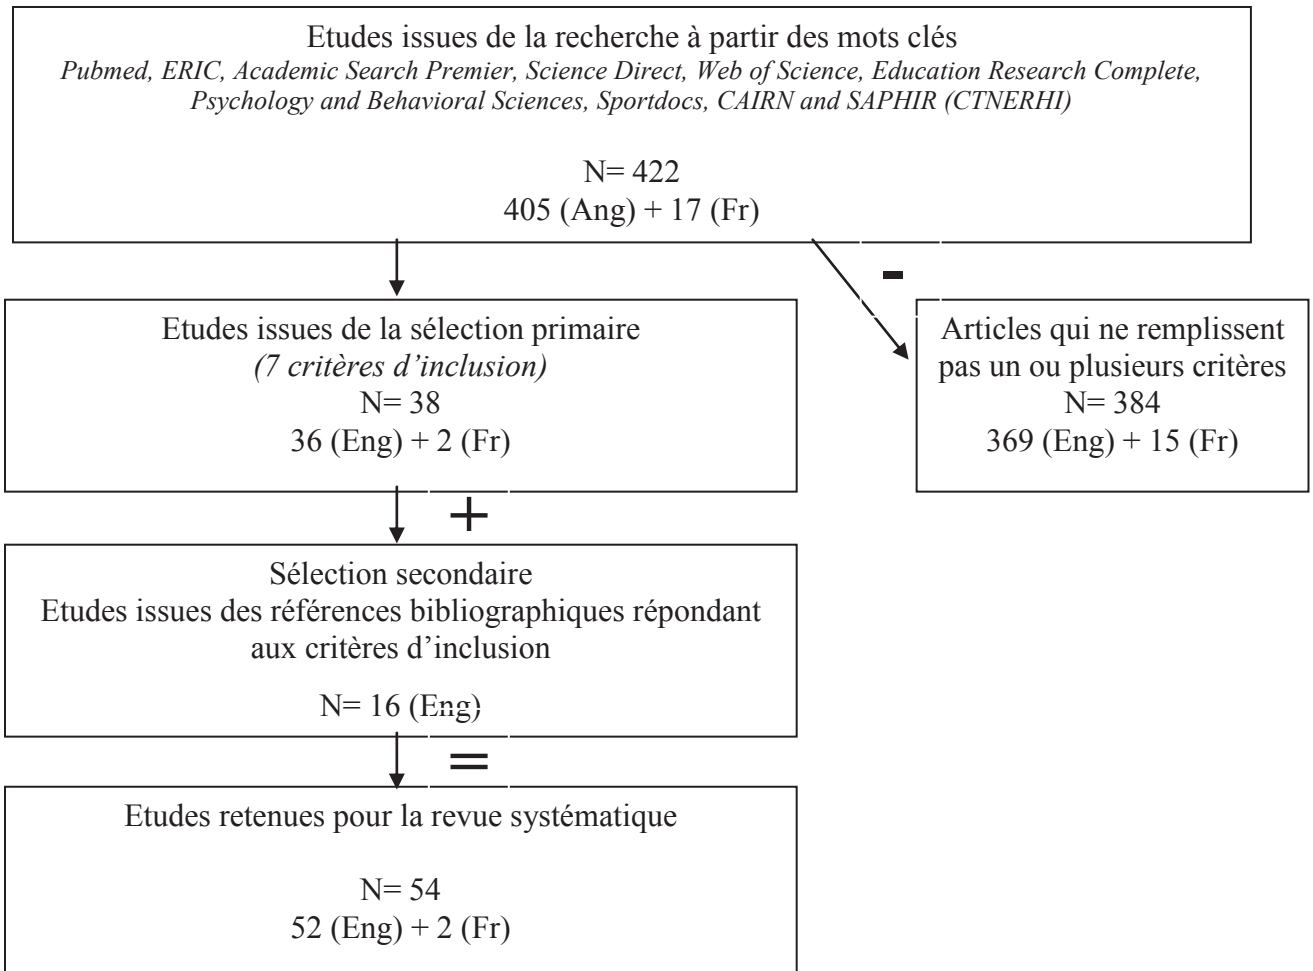 Etudes issues de la recherche à partir des mots clés
Pubmed, ERIC, Academic Search Premier, Science Direct, Web of Science, Education Research Complete,
Psychology and Behavioral Sciences, Sportdocs, CAIRN and SAPHIR (CTNERHI)
N= 422
405 (Ang) + 17 (Fr)
-
Etudes issues de la sélection primaire
(7 critères d’inclusion)
N= 38
36 (Eng) + 2 (Fr)
Articles qui ne remplissent
pas un ou plusieurs critères
N= 384
369 (Eng) + 15 (Fr)
+
Sélection secondaire
Etudes issues des références bibliographiques répondant
aux critères d’inclusion
N= 16 (Eng)
=
Etudes retenues pour la revue systématique
N= 54
52 (Eng) + 2 (Fr)